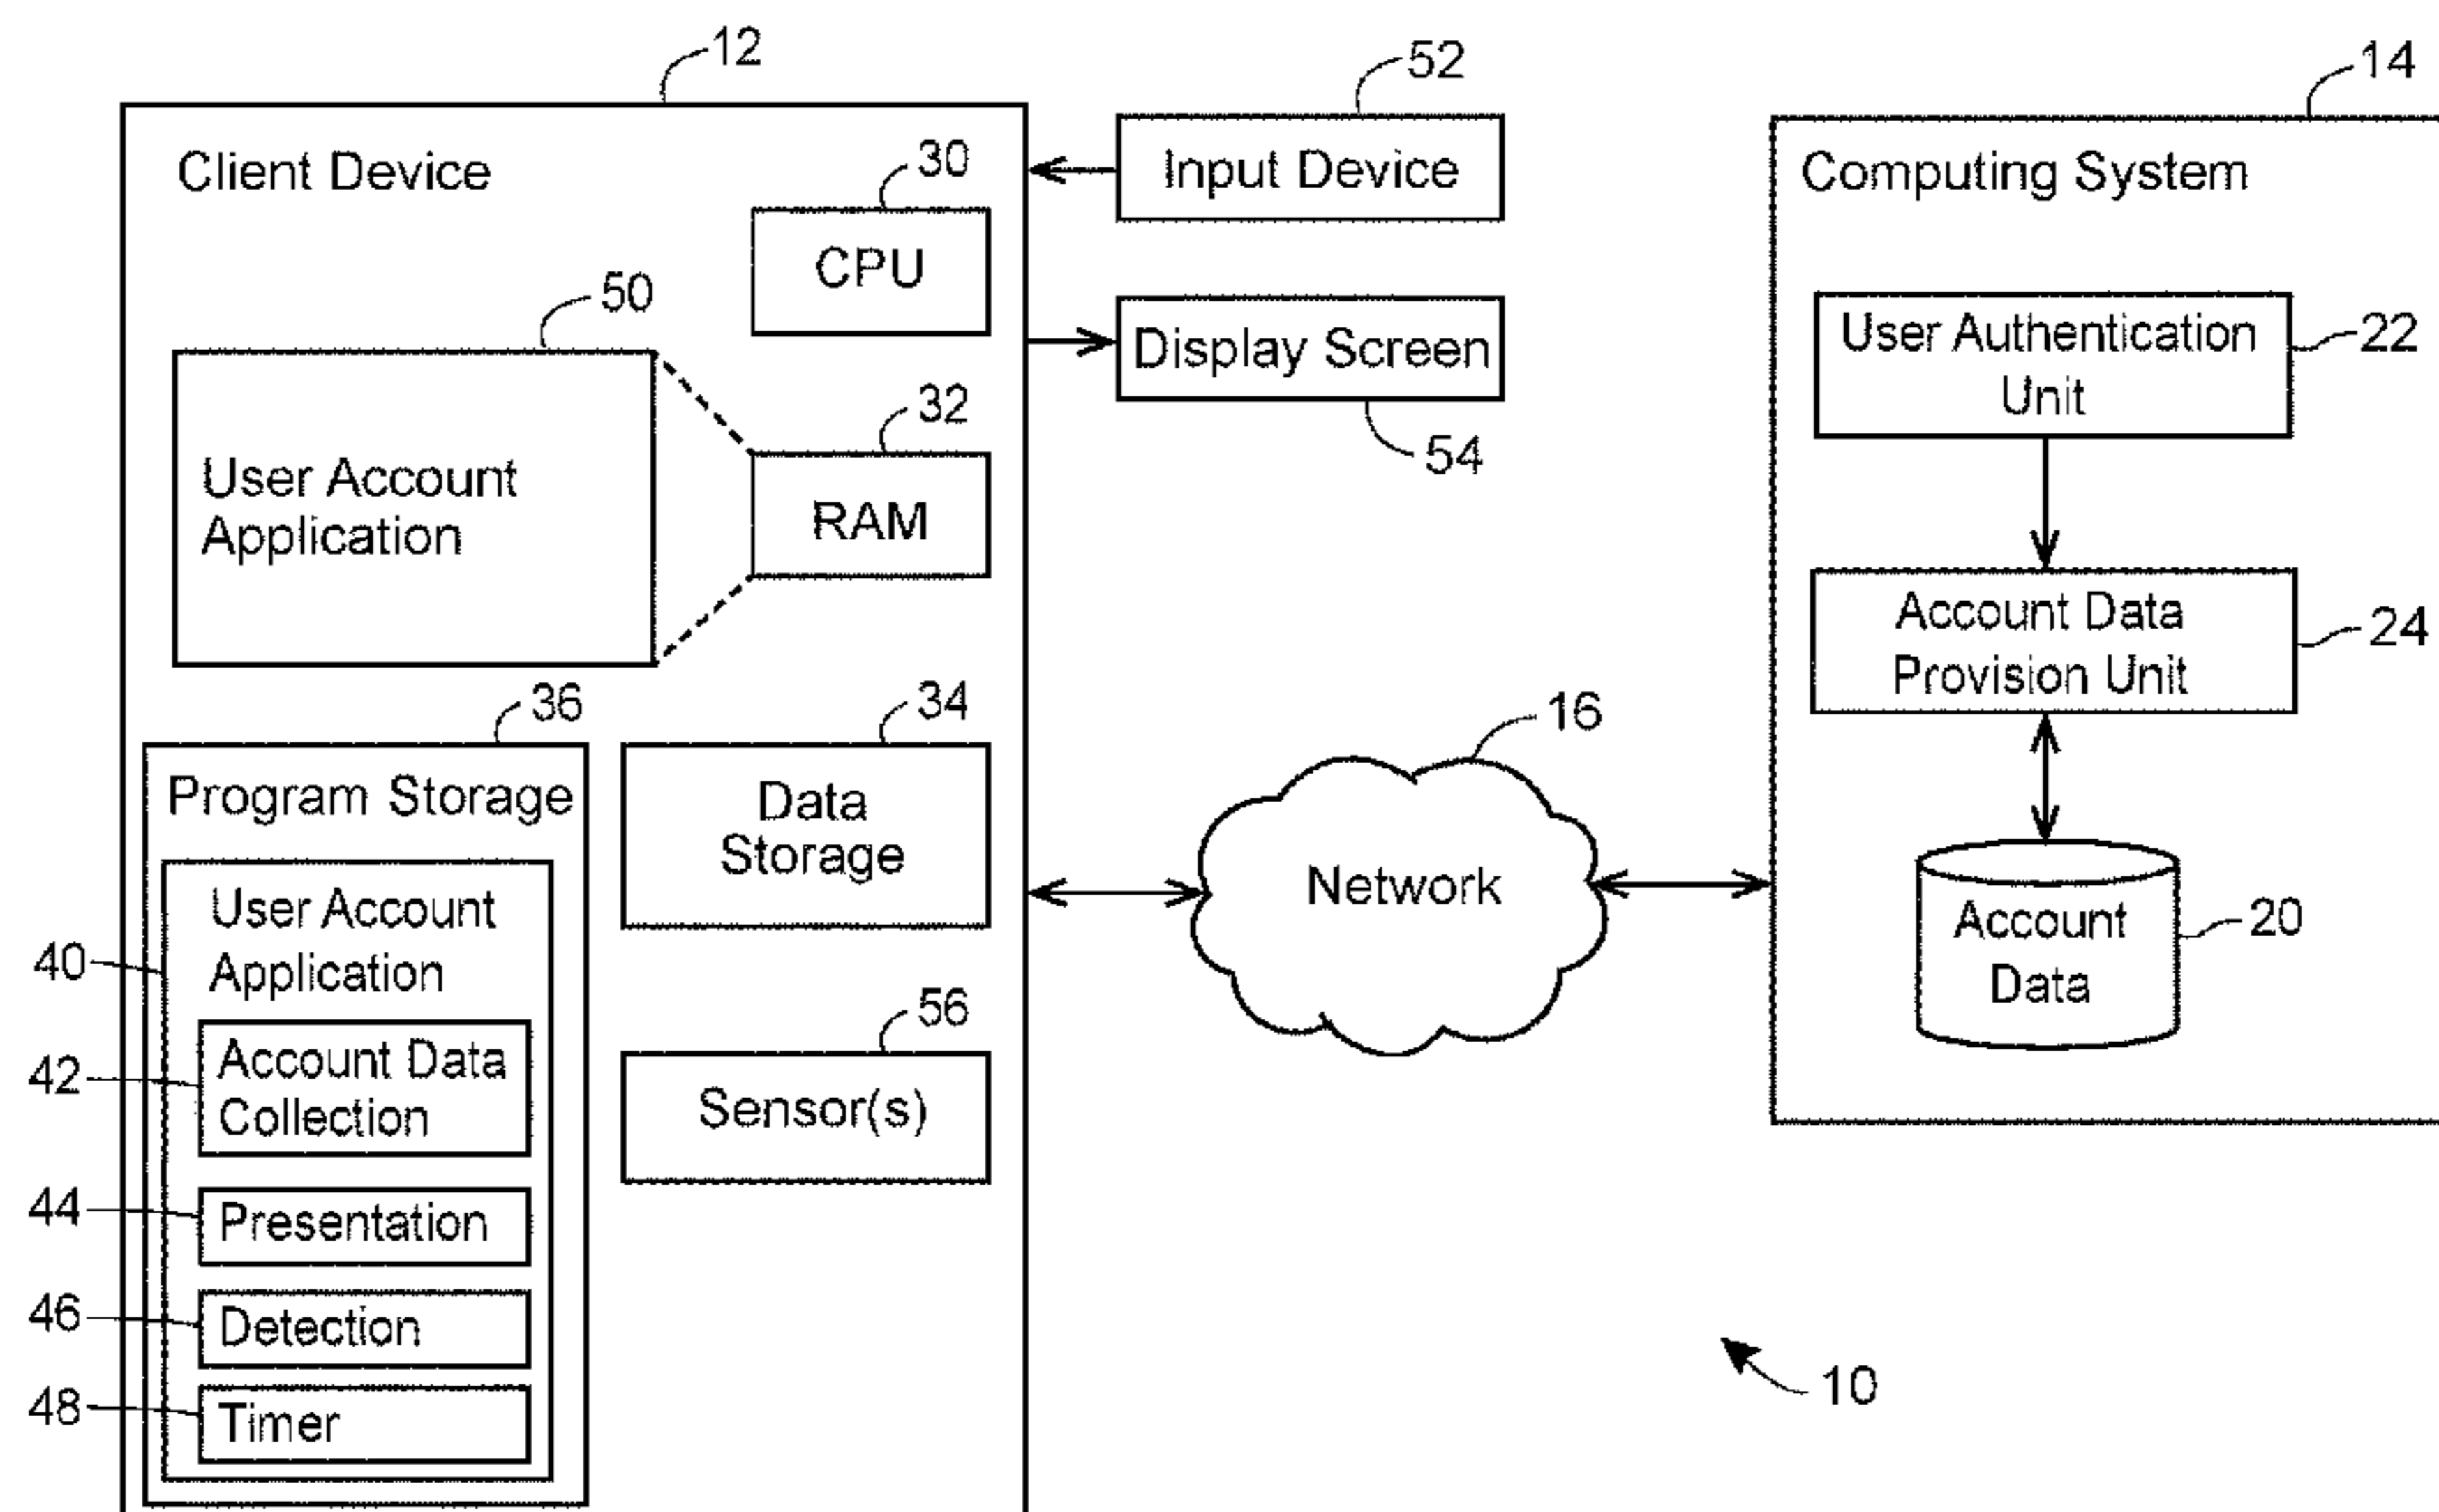 12
Client Device
30
CPU
50
User Account
Application
32
RAM
36
Program Storage
40
User Account
Application
42
Account Data
Collection
44
Presentation
46
Detection
48
Timer
34
Data
Storage
56
Sensor(s)
52
Input Device
Display Screen
54
16
Network
14
Computing System
User Authentication
Unit
22
Account Data
Provision Unit
24
Account
Data
20
10